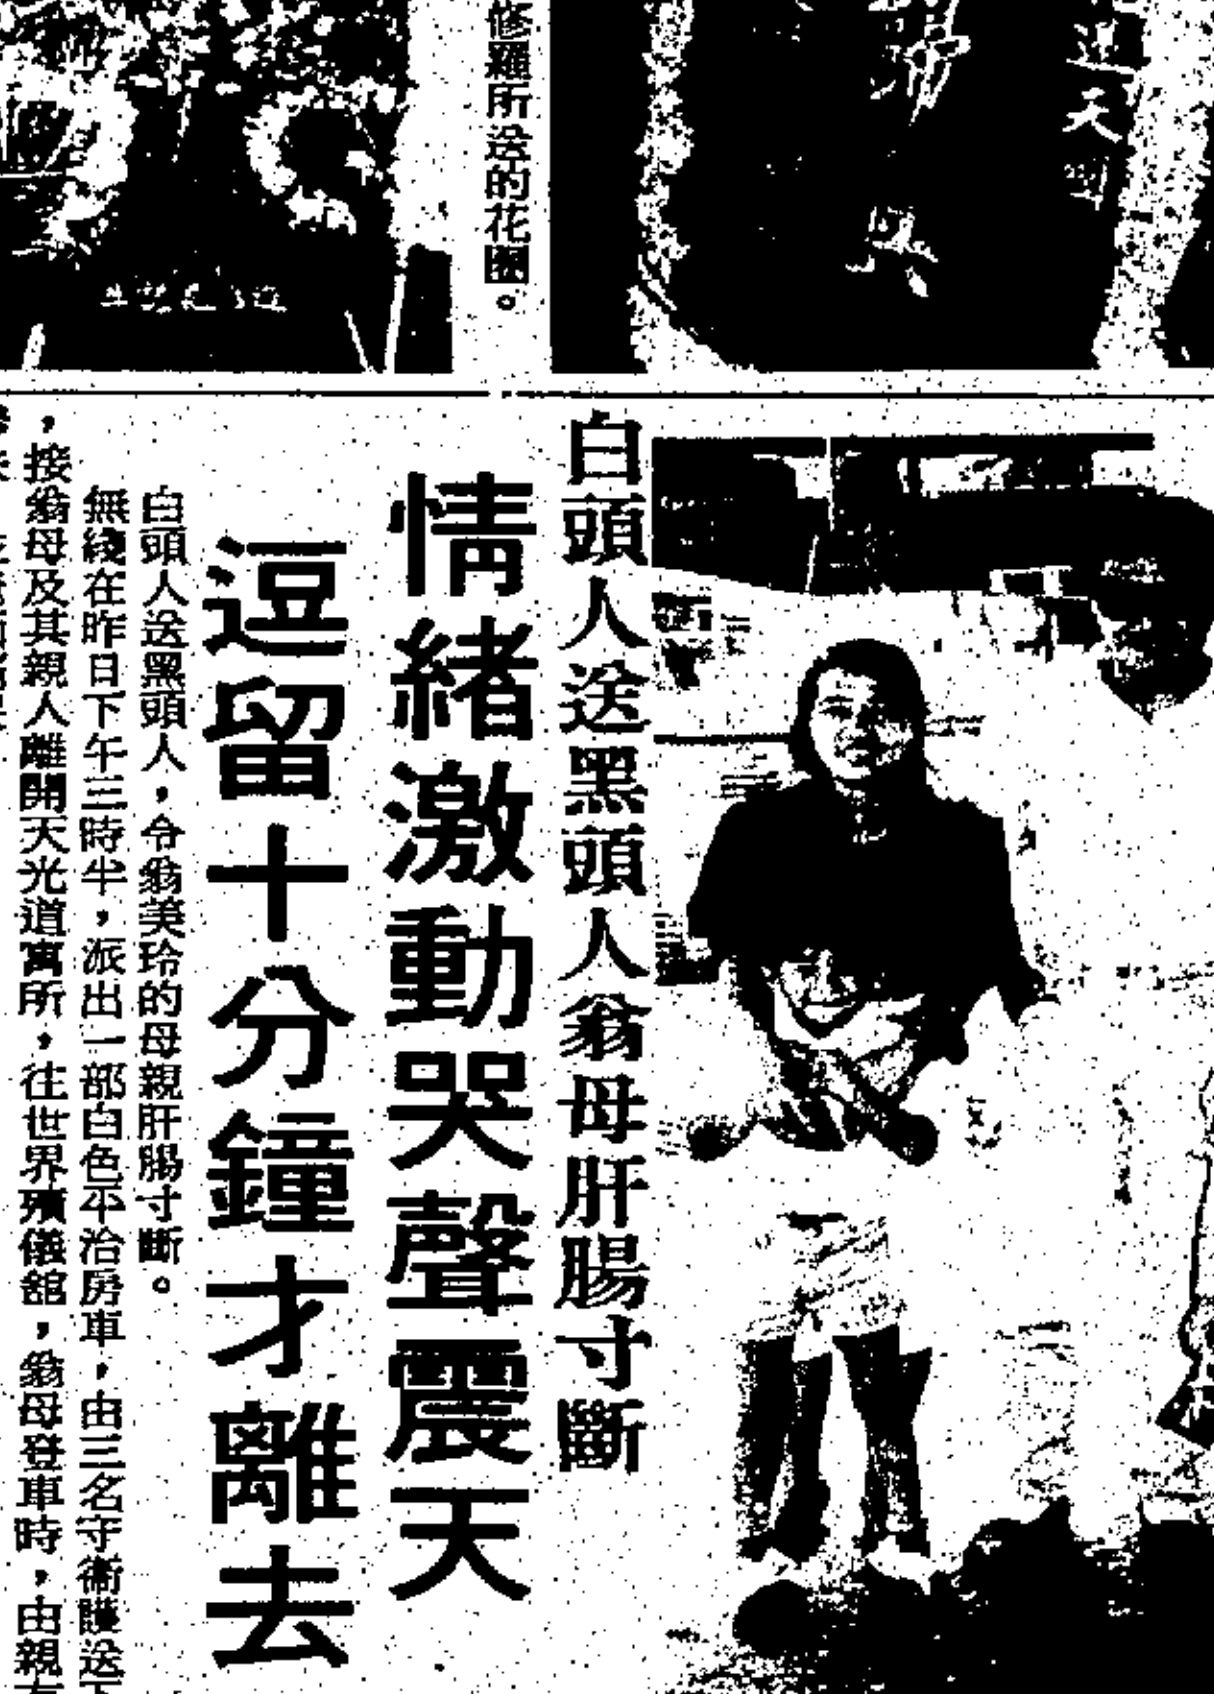 修羅所送的花圈。
天
白頭人送黑頭人翁母肝腸寸斷
情緒激動哭聲震天
逗留十分鐘才離去
白頭人送黑頭人，令翁美玲的母親肝腸寸斷。
無綫在昨日下午三時半，派出一部白色平治房車，由三名守衞護送下
，接翁母及其親人離開天光道寓所，往世界殯儀舘，翁母登車時，由親友